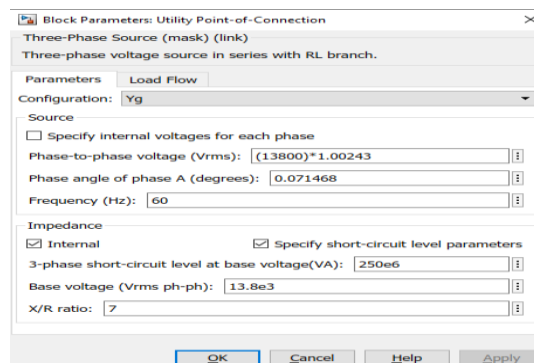 Block Parameters: Utility Point-of-Connection
Three-Phase Source (mask) (link)
Three-phase voltage source in series with RL branch.
Parameters Load Flow
Configuration: Yg
Source
Specify internal voltages for each phase
Phase-to-phase voltage (Vrms): (13800)*1.00243
Phase angle of phase A (degrees): 0.071468
Frequency (Hz): 60
Impedance
Internal Specify short-circuit level parameters
3-phase short-circuit level at base voltage(VA): 250e6
Base voltage (Vrms ph-ph): 13.8e3
X/R ratio: 7
OK Cancel Help Apply